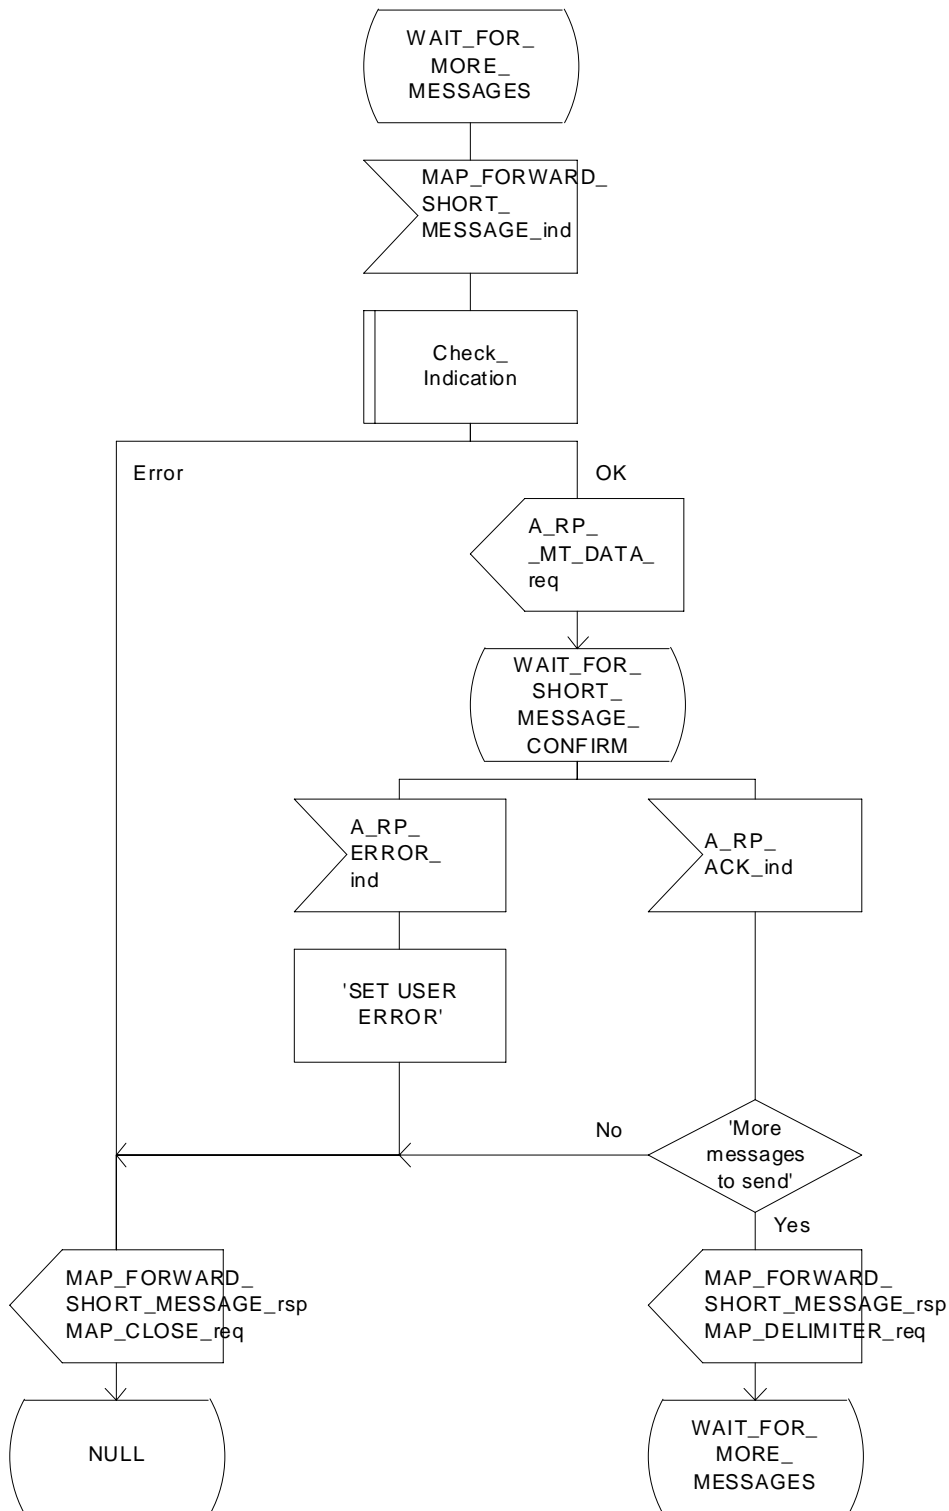 WAIT_FOR_
MORE_
MESSAGES
MAP_FORWARD_
SHORT_
MESSAGE_ind
Check_
Indication
Error
OK
A_RP_
_MT_DATA_
req
WAIT_FOR_
SHORT_
MESSAGE_
CONFIRM
A_RP_
ERROR_
ind
A_RP_
ACK_ind
'SET USER
ERROR'
No
'More
messages
to send'
Yes
MAP_FORWARD_
SHORT_MESSAGE_rsp
MAP_CLOSE_req
MAP_FORWARD_
SHORT_MESSAGE_rsp
MAP_DELIMITER_req
NULL
WAIT_FOR_
MORE_
MESSAGES